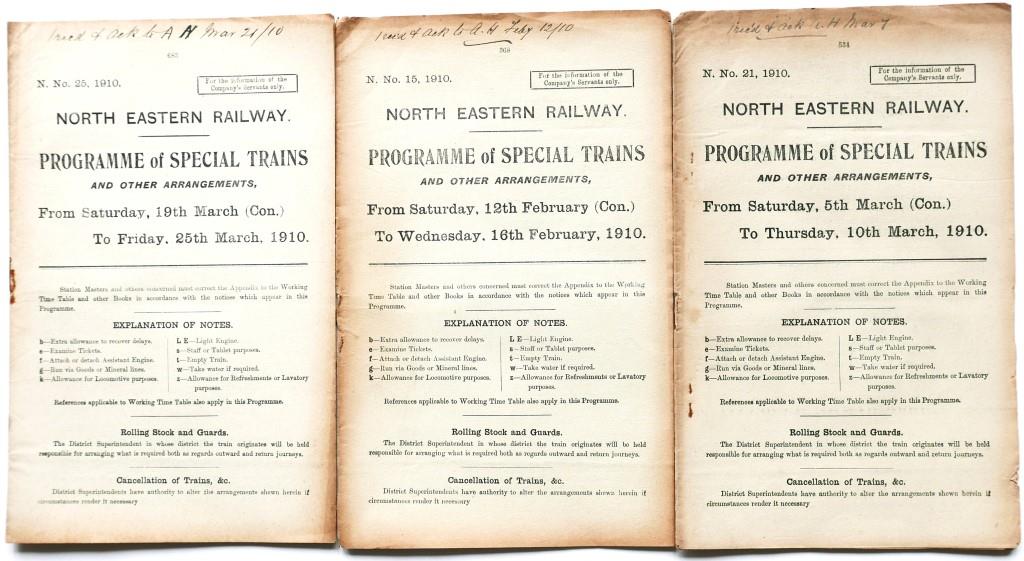 Rec'd & ack to A H Mar 21/10
683
N. No. 25, 1910.
For the information of the
Company's Servants only.
NORTH EASTERN RAILWAY.
PROGRAMME of SPECIAL TRAINS
AND OTHER ARRANGEMENTS,
From Saturday, 19th March (Con.)
To Friday, 25th March, 1910.
Station Masters and others concerned must correct the Appendix to the Working
Time Table and other Books in accordance with the notices which appear in this
Programme.
EXPLANATION OF NOTES.
b—Extra allowance to recover delays.
e—Examine Tickets.
f—Attach or detach Assistant Engine.
g—Run via Goods or Mineral lines.
k—Allowance for Locomotive purposes.
L E—Light Engine.
s—Staff or Tablet purposes.
t—Empty Train.
w—Take water if required.
z—Allowance for Refreshments or Lavatory
purposes.
References applicable to Working Time Table also apply in this Programme.
Rolling Stock and Guards.
The District Superintendent in whose district the train originates will be held
responsible for arranging what is required both as regards outward and return journeys.
Cancellation of Trains, &c.
District Superintendents have authority to alter the arrangements shown herein if
circumstances render it necessary
Rec'd & ack to A. H Feby 12/10
368
N. No. 15, 1910.
For the information of the
Company's Servants only.
NORTH EASTERN RAILWAY.
PROGRAMME of SPECIAL TRAINS
AND OTHER ARRANGEMENTS,
From Saturday, 12th February (Con.)
To Wednesday, 16th February, 1910.
Station Masters and others concerned must correct the Appendix to the Working
Time Table and other Books in accordance with the notices which appear in this
Programme.
EXPLANATION OF NOTES.
b—Extra allowance to recover delays.
e—Examine Tickets.
f—Attach or detach Assistant Engine.
g—Run via Goods or Mineral lines.
k—Allowance for Locomotive purposes.
L E—Light Engine.
s—Staff or Tablet purposes.
t—Empty Train.
w—Take water if required.
z—Allowance for Refreshments or Lavatory
purposes.
References applicable to Working Time Table also apply in this Programme.
Rolling Stock and Guards.
The District Superintendent in whose district the train originates will be held
responsible for arranging what is required both as regards outward and return journeys.
Cancellation of Trains, &c.
District Superintendents have authority to alter the arrangements shown herein if
circumstances render it necessary
Rec'd & ack H Mar 7
534
N. No. 21, 1910.
For the information of the
Company's Servants only.
NORTH EASTERN RAILWAY.
PROGRAMME of SPECIAL TRAINS
AND OTHER ARRANGEMENTS,
From Saturday, 5th March (Con.)
To Thursday, 10th March, 1910.
Station Masters and others concerned must correct the Appendix to the Working
Time Table and other Books in accordance with the notices which appear in this
Programme.
EXPLANATION OF NOTES.
b—Extra allowance to recover delays.
e—Examine Tickets.
f—Attach or detach Assistant Engine.
g—Run via Goods or Mineral lines.
k—Allowance for Locomotive purposes.
L E—Light Engine.
s—Staff or Tablet purposes.
t—Empty Train.
w—Take water if required.
z—Allowance for Refreshments or Lavatory
purposes.
References applicable to Working Time Table also apply in this Programme.
Rolling Stock and Guards.
The District Superintendent in whose district the train originates will be held
responsible for arranging what is required both as regards outward and return journeys.
Cancellation of Trains, &c.
District Superintendents have authority to alter the arrangements shown herein if
circumstances render it necessary